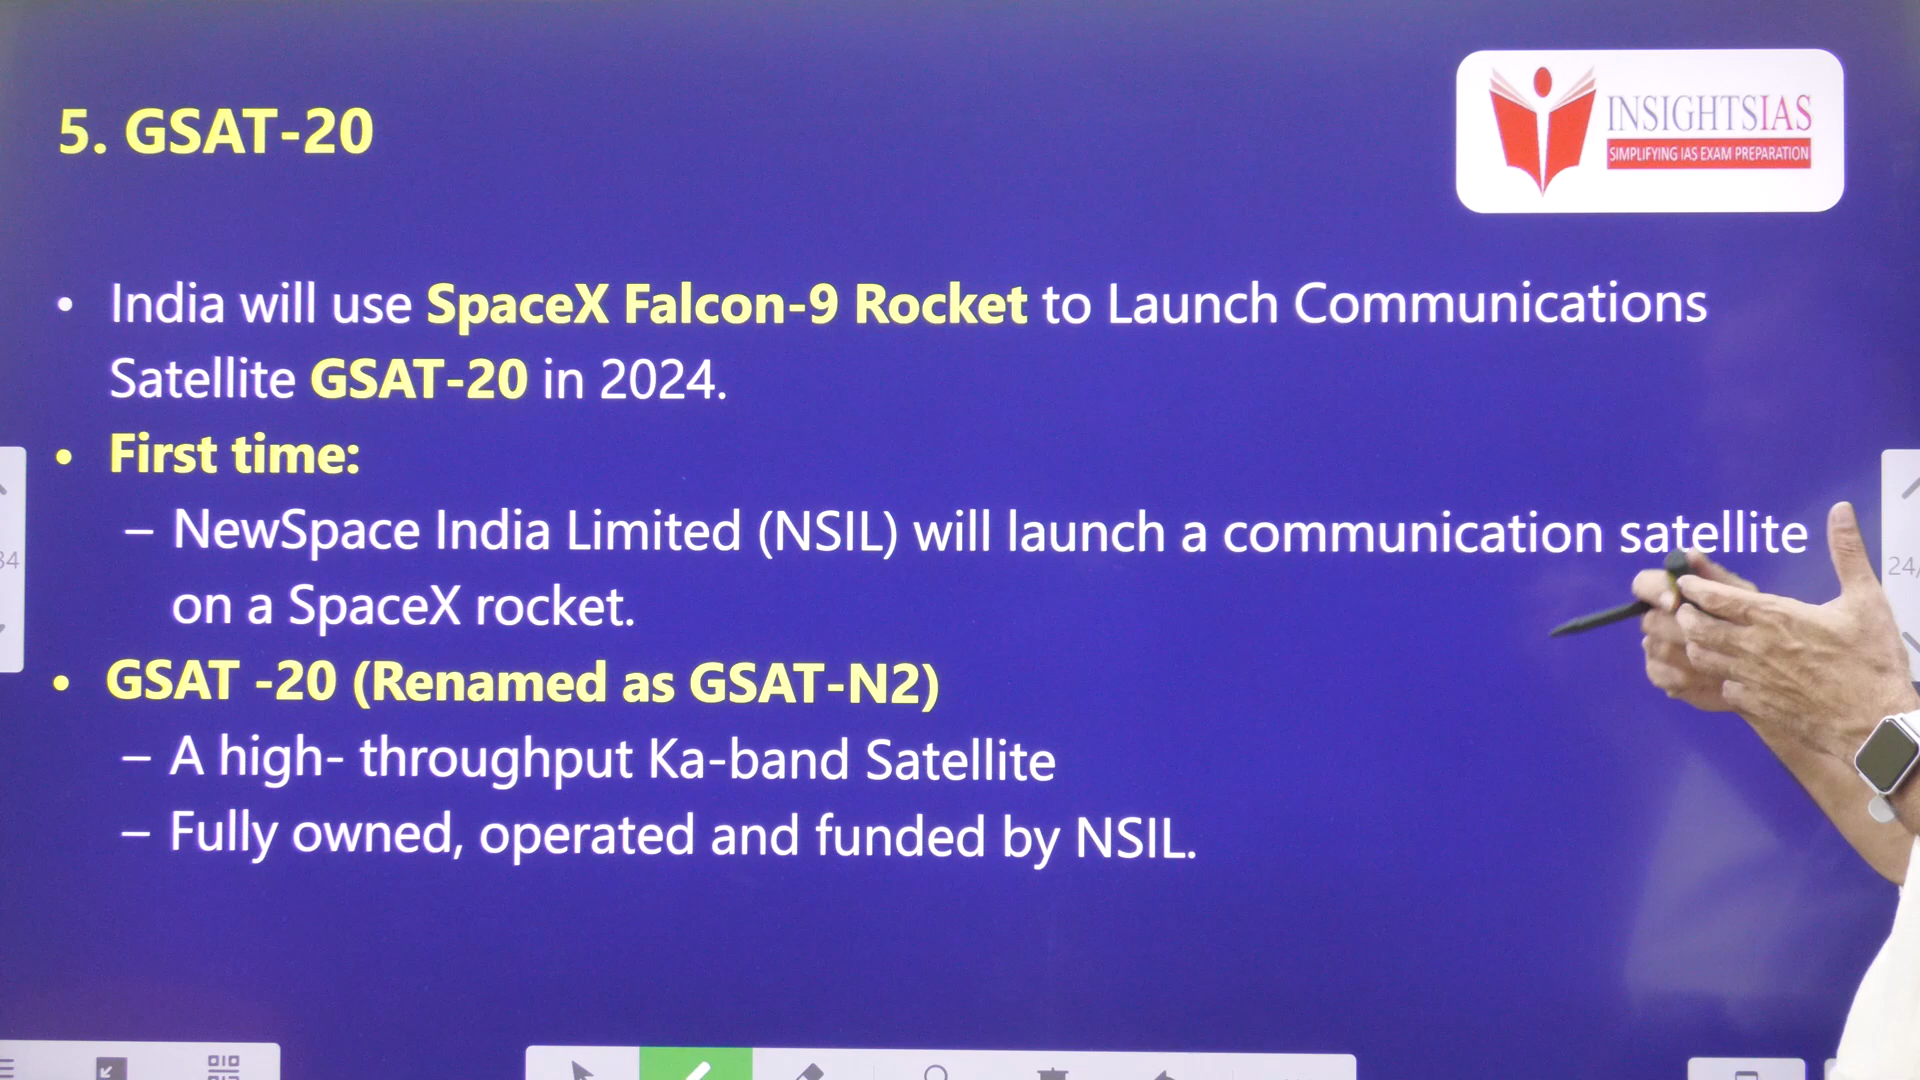 5. GSAT-20
INSIGHTSIAS
SIMPLIFYING IAS EXAM PREPARATION
• India will use SpaceX Falcon-9 Rocket to Launch Communications
Satellite GSAT-20 in 2024.
• First time:
– NewSpace India Limited (NSIL) will launch a communication satellite
on a SpaceX rocket.
• GSAT -20 (Renamed as GSAT-N2)
– A high- throughput Ka-band Satellite
– Fully owned, operated and funded by NSIL.
34
24/